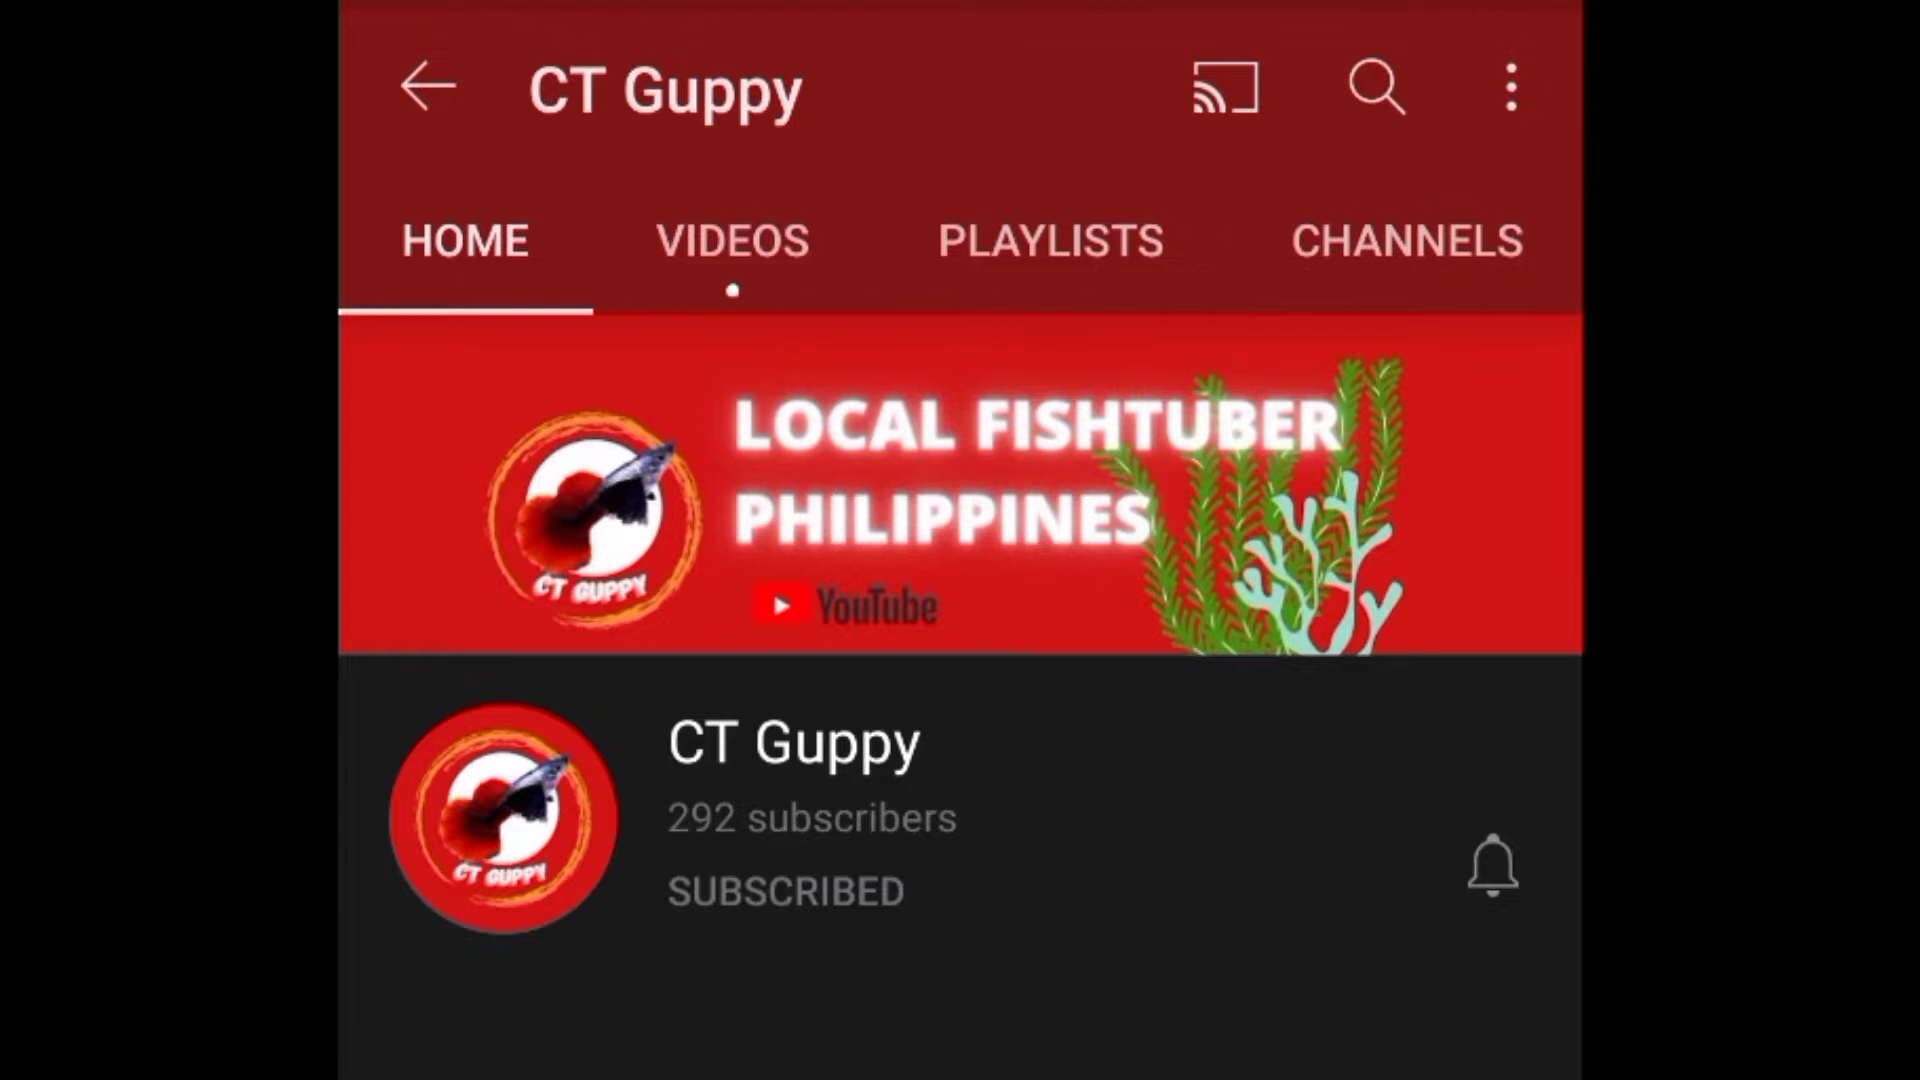 CT Guppy
HOME VIDEOS PLAYLISTS CHANNELS
LOCAL FISHTUBER
PHILIPPINES
CT GUPPY
YouTube
CT Guppy
292 subscribers
CT GUPPY
SUBSCRIBED